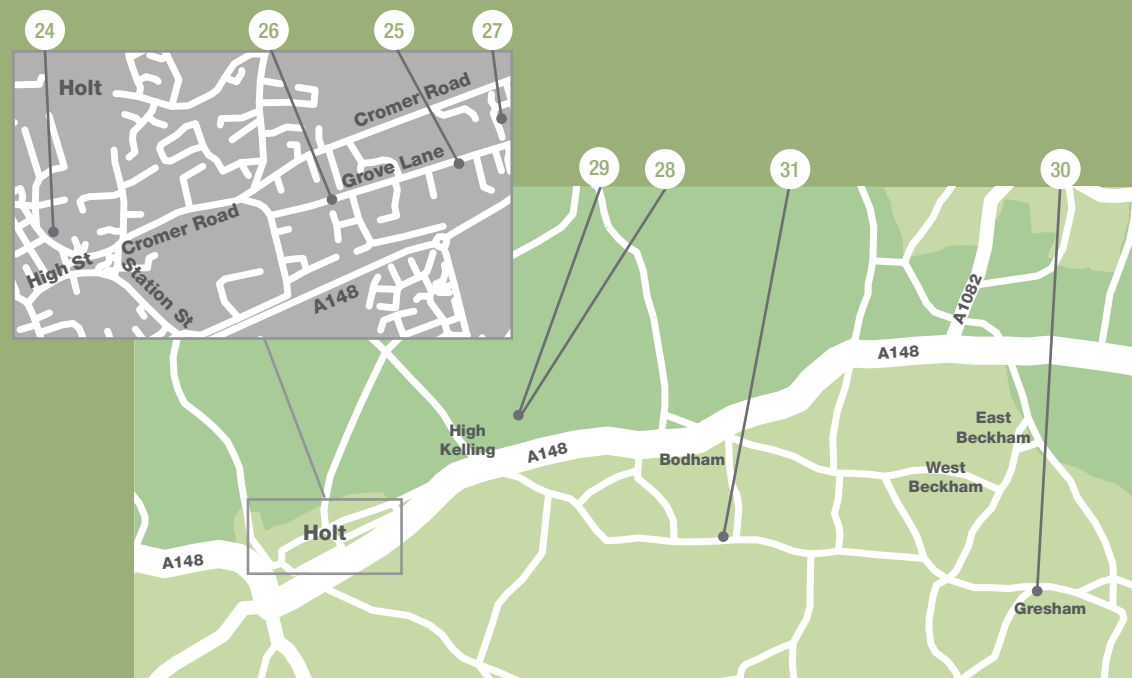 24
26
25
27
Holt
Cromer Road
Grove Lane
Cromer Road
High St
Station St
A148
29
28
31
30
A1082
A148
High
Kelling
A148
Bodham
East
Beckham
West
Beckham
Holt
A148
Gresham